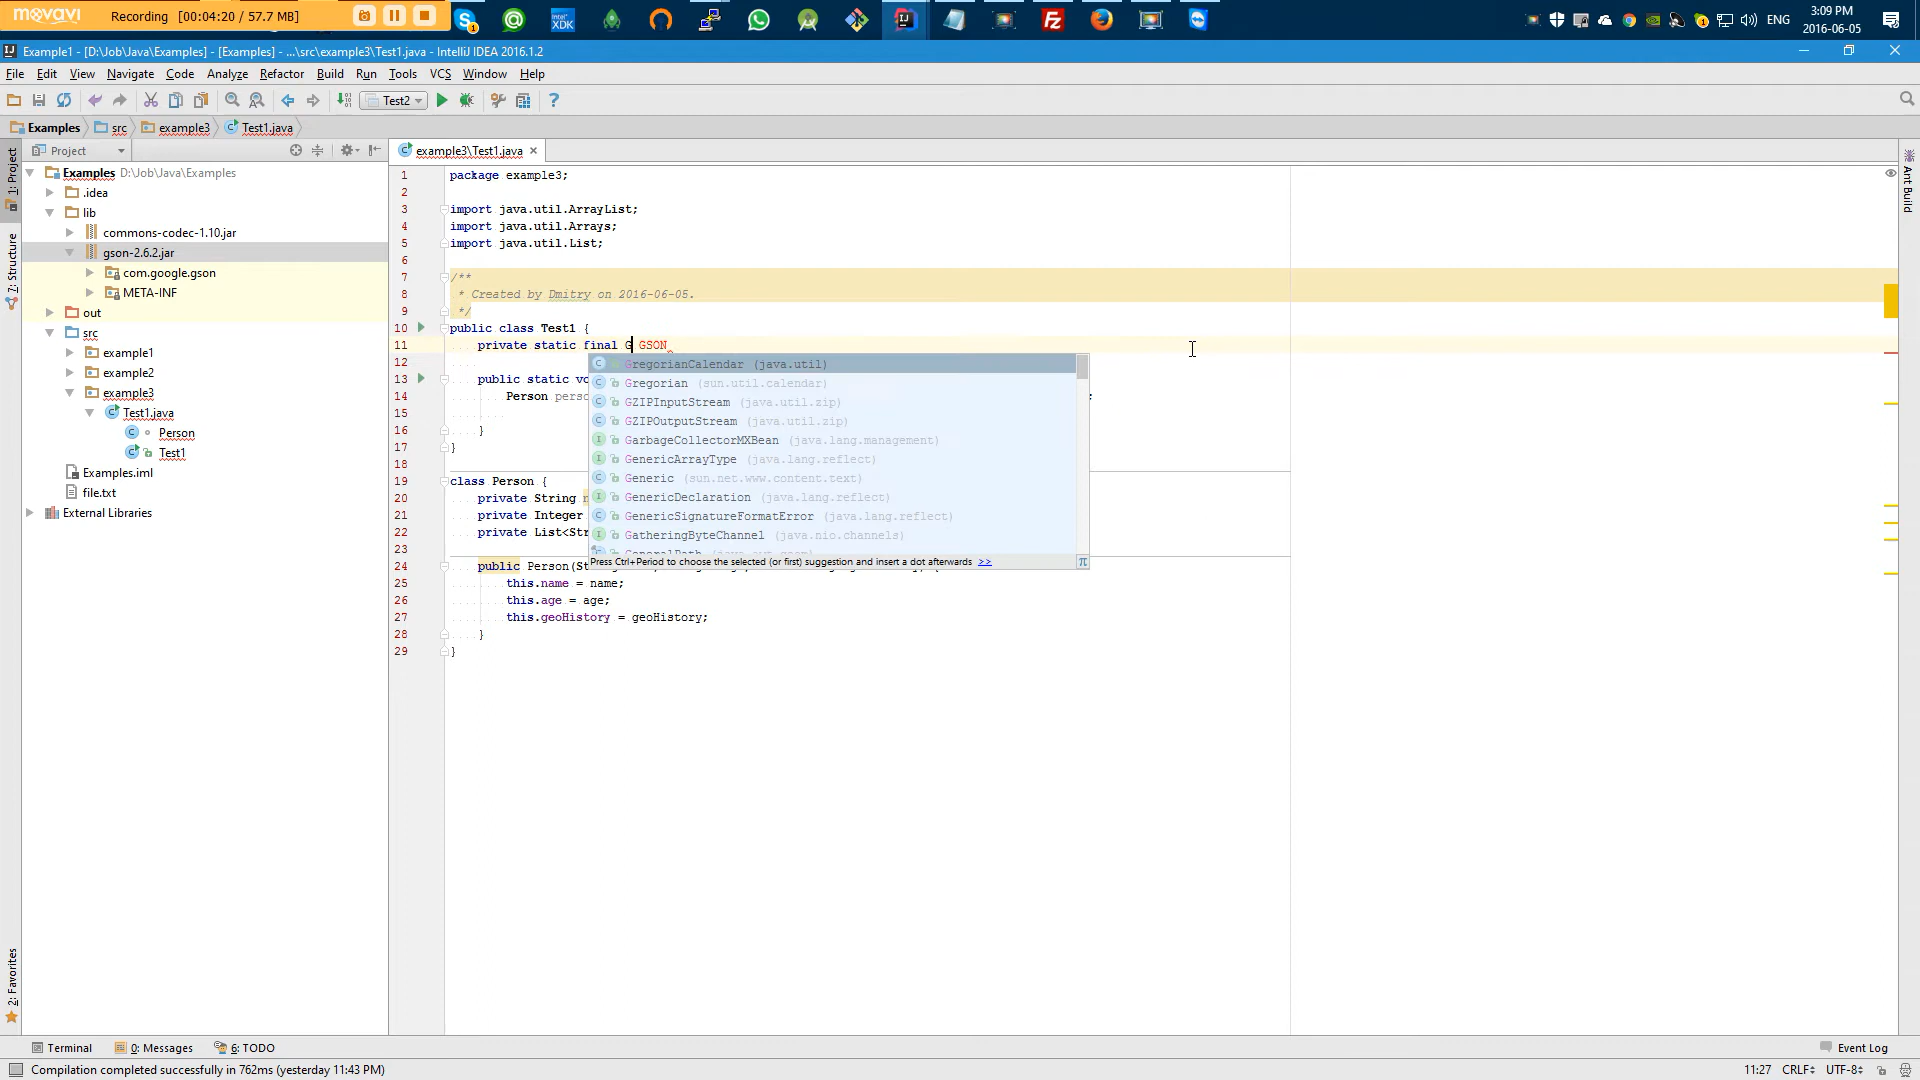 movavi Recording [00:04:20 / 57.7 MB] ENG 3:09 PM
2016-06-05
Example1 - [D:\Job\Java\Examples] - [Examples] - ...\src\example3\Test1.java - IntelliJ IDEA 2016.1.2
File Edit View Navigate Code Analyze Refactor Build Run Tools VCS Window Help
Test2
Examples src example3 Test1.java
Project
example3\Test1.java
1: Project
7: Structure
2: Favorites
Ant Build
Examples D:\Job\Java\Examples
.idea
lib
commons-codec-1.10.jar
gson-2.6.2.jar
com.google.gson
META-INF
out
src
example1
example2
example3
Test1.java
Person
Test1
Examples.iml
file.txt
External Libraries
1 package example3;
2
3 import java.util.ArrayList;
4 import java.util.Arrays;
5 import java.util.List;
6
7 /**
8 * Created by Dmitry on 2016-06-05.
9 */
10 public class Test1 {
11 private static final G GSON
12
13 public static vo
14 Person perso ;
15
16 }
17 }
18
19 class Person {
20 private String n
21 private Integer
22 private List<Str
23
24 public Person(S
25 this.name = name;
26 this.age = age;
27 this.geoHistory = geoHistory;
28 }
29 }
GregorianCalendar (java.util)
Gregorian (sun.util.calendar)
GZIPInputStream (java.util.zip)
GZIPOutputStream (java.util.zip)
GarbageCollectorMXBean (java.lang.management)
GenericArrayType (java.lang.reflect)
Generic (sun.net.www.content.text)
GenericDeclaration (java.lang.reflect)
GenericSignatureFormatError (java.lang.reflect)
GatheringByteChannel (java.nio.channels)
GeneralPath (java.awt.geom)
Press Ctrl+Period to choose the selected (or first) suggestion and insert a dot afterwards >> π
Terminal 0: Messages 6: TODO Event Log
Compilation completed successfully in 762ms (yesterday 11:43 PM) 11:27 CRLF UTF-8